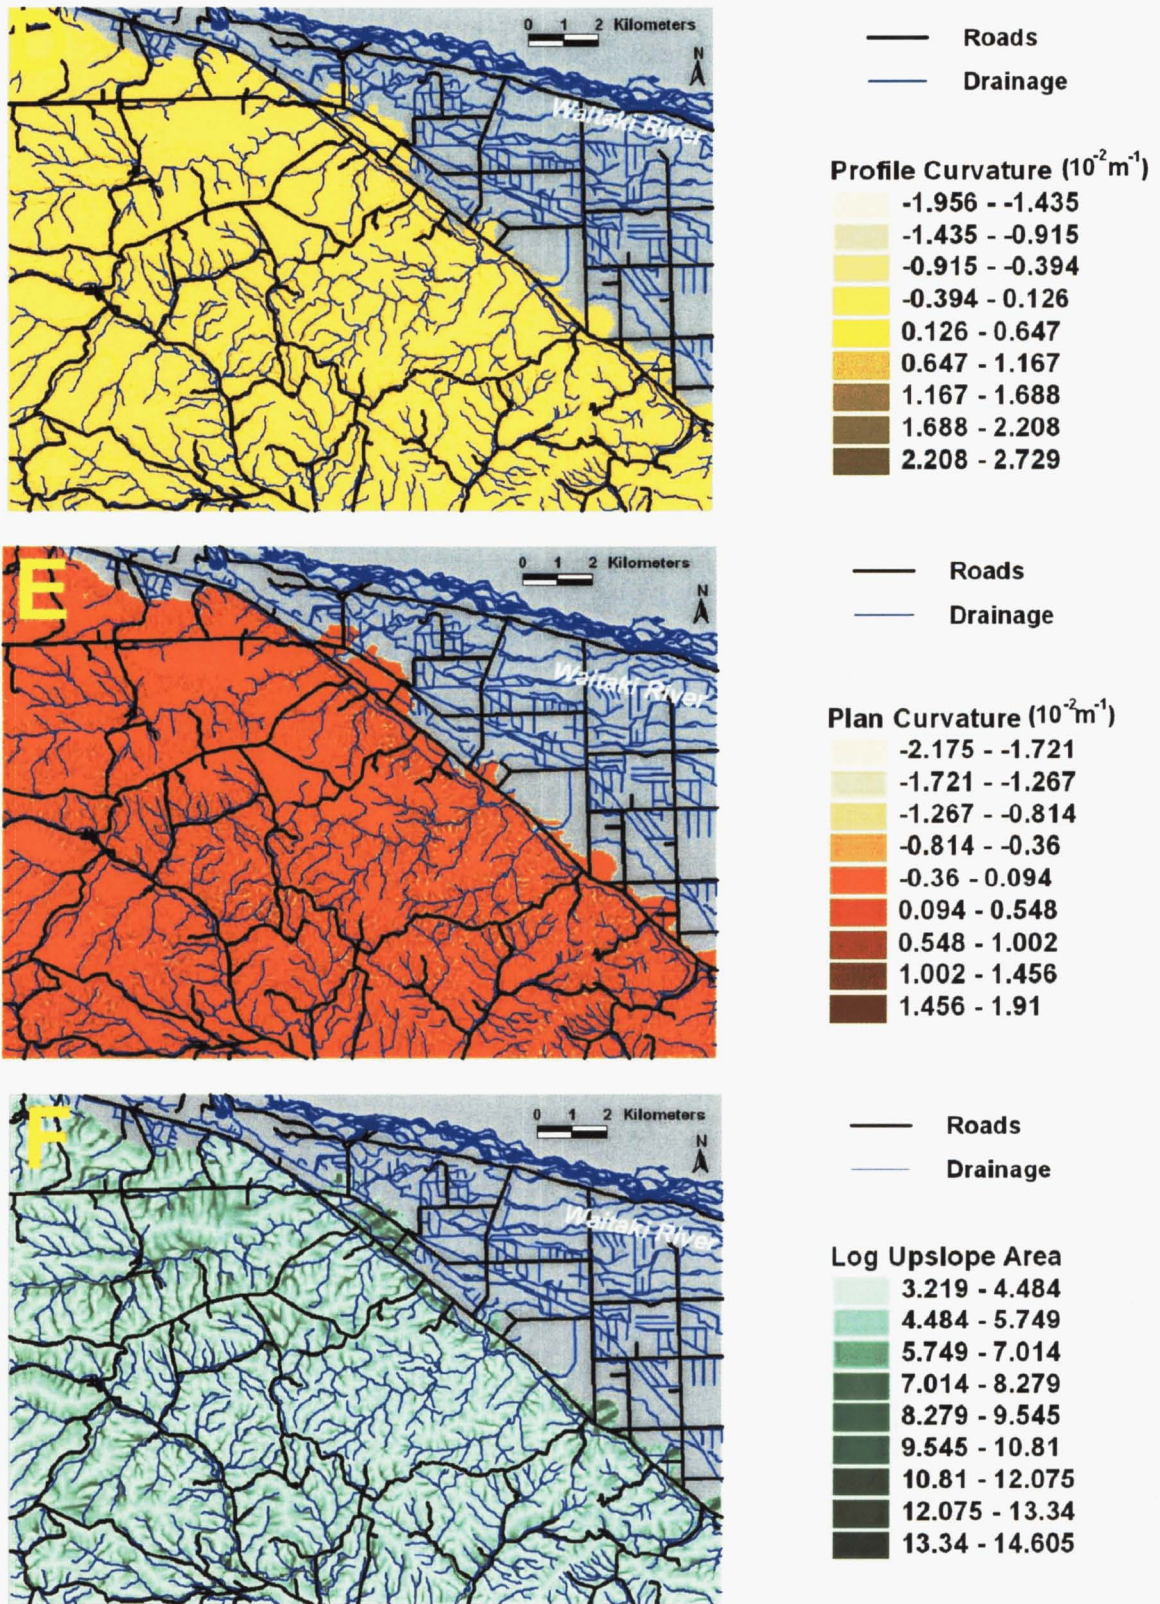 0 1 2 Kilometers
N
Waitaki River
Roads
Drainage
Profile Curvature (10-2m-1)
-1.956 - -1.435
-1.435 - -0.915
-0.915 - -0.394
-0.394 - 0.126
0.126 - 0.647
0.647 - 1.167
1.167 - 1.688
1.688 - 2.208
2.208 - 2.729
E
0 1 2 Kilometers
N
Waitaki River
Roads
Drainage
Plan Curvature (10-2m-1)
-2.175 - -1.721
-1.721 - -1.267
-1.267 - -0.814
-0.814 - -0.36
-0.36 - 0.094
0.094 - 0.548
0.548 - 1.002
1.002 - 1.456
1.456 - 1.91
F
0 1 2 Kilometers
N
Waitaki River
Roads
Drainage
Log Upslope Area
3.219 - 4.484
4.484 - 5.749
5.749 - 7.014
7.014 - 8.279
8.279 - 9.545
9.545 - 10.81
10.81 - 12.075
12.075 - 13.34
13.34 - 14.605